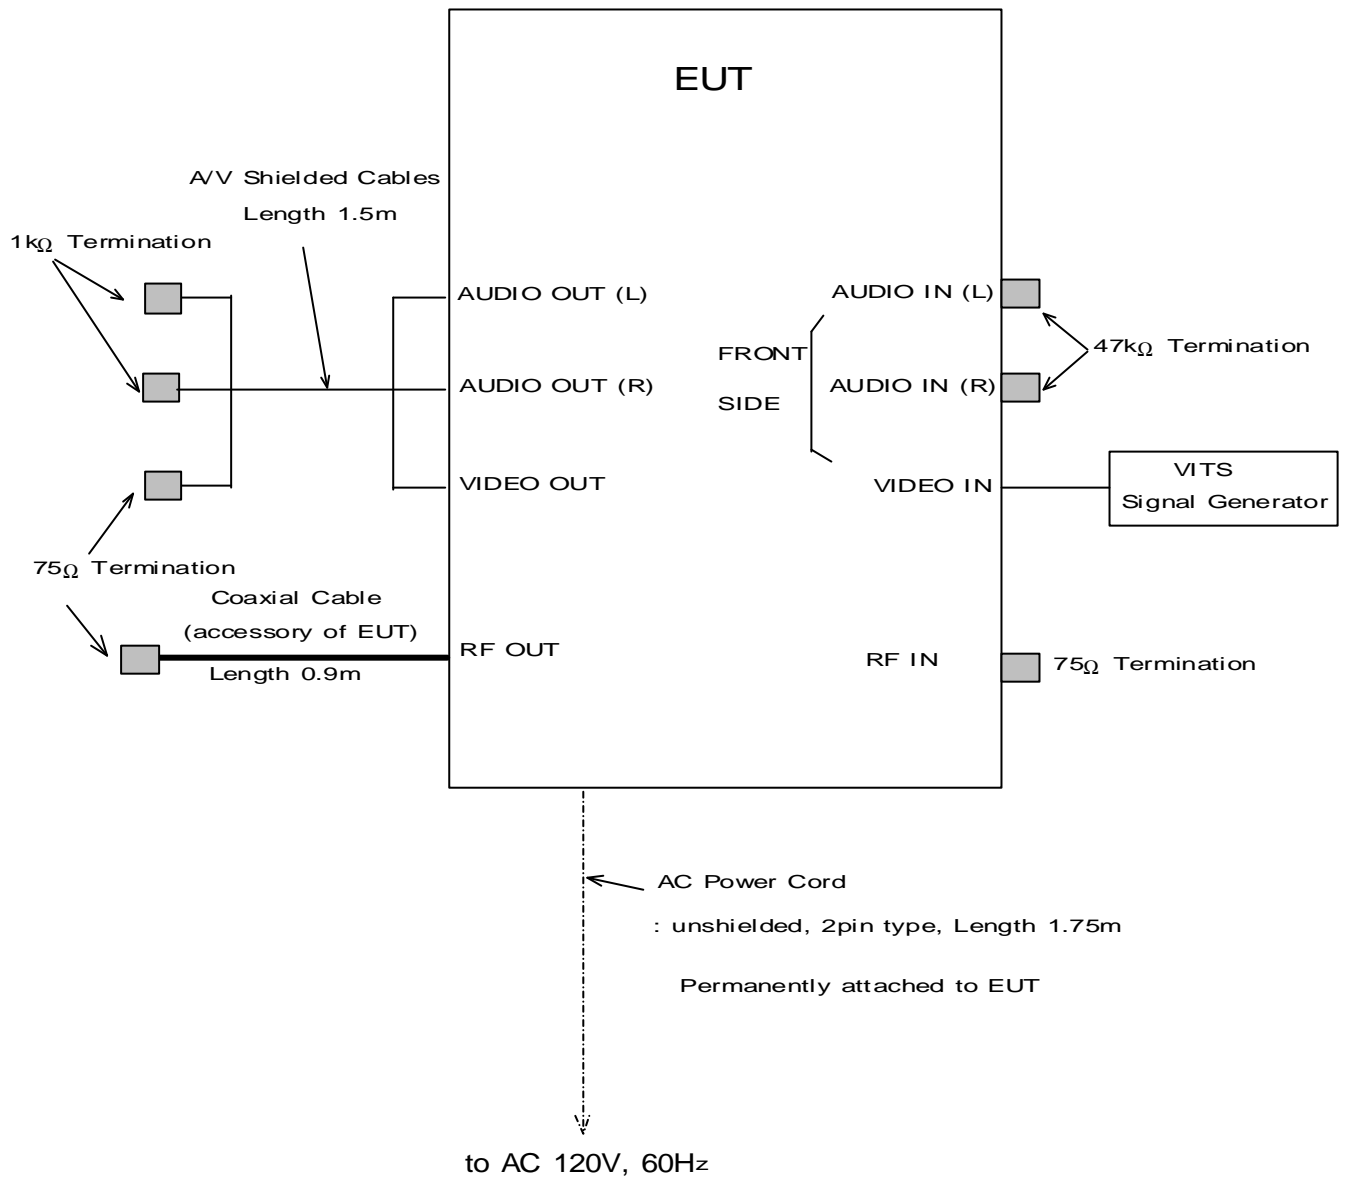 EUT
A/V Shielded Cables
Length 1.5m
1kΩ Termination
AUDIO OUT (L)
AUDIO OUT (R)
VIDEO OUT
75Ω Termination
Coaxial Cable
(accessory of EUT)
Length 0.9m
RF OUT
FRONT
SIDE
AUDIO IN (L)
AUDIO IN (R)
47kΩ Termination
VIDEO IN
VITS
Signal Generator
RF IN
75Ω Termination
AC Power Cord
: unshielded, 2pin type, Length 1.75m
Permanently attached to EUT
to AC 120V, 60Hz